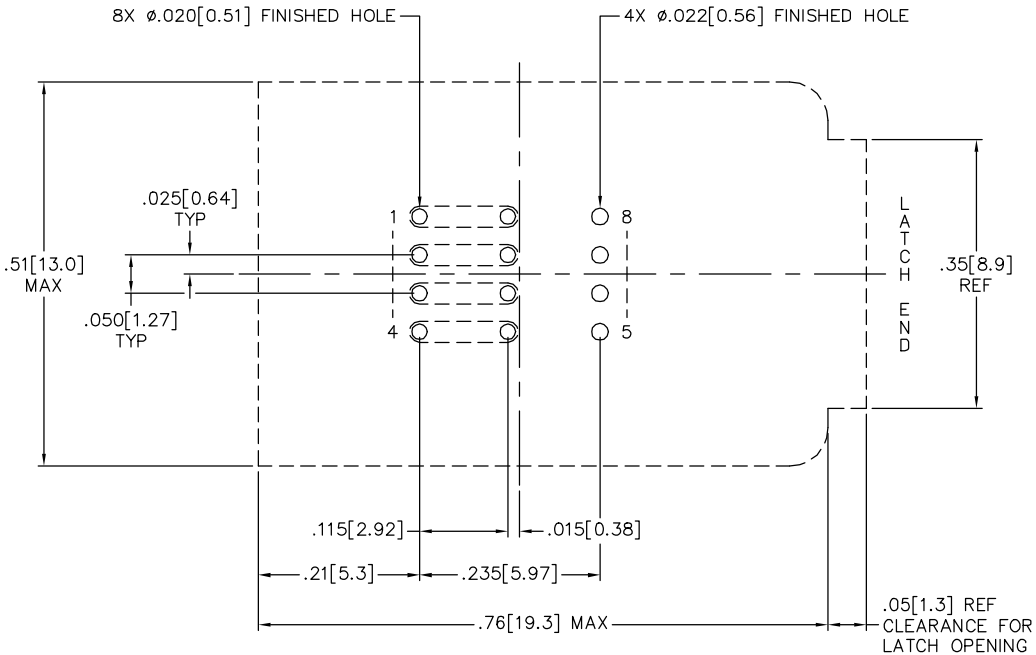 8X ø.020[0.51] FINISHED HOLE
4X ø.022[0.56] FINISHED HOLE
.025[0.64]
TYP
1
8
.51[13.0]
MAX
.35[8.9]
REF
LATCH END
.050[1.27]
TYP
4
5
.115[2.92]
.015[0.38]
.21[5.3]
.235[5.97]
.76[19.3] MAX
.05[1.3] REF
CLEARANCE FOR
LATCH OPENING